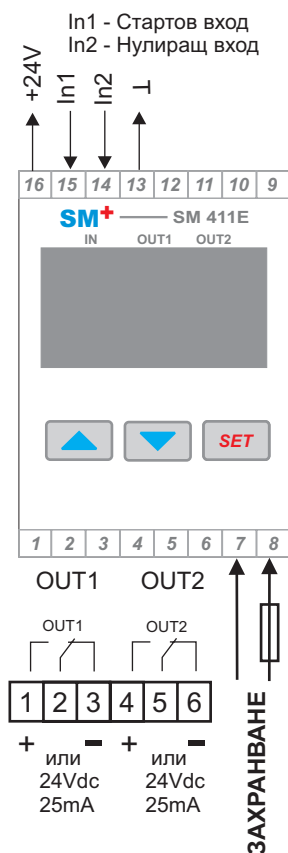 In1 - Стартов вход
In2 - Нулиращ вход
+24V
In1
In2
⊥
16 15 14 13 12 11 10 9
SM+ SM 411E
IN OUT1 OUT2
SET
1 2 3 4 5 6 7 8
OUT1 OUT2
OUT1 OUT2
1 2 3 4 5 6
+ или − + или −
24Vdc 24Vdc
25mA 25mA
ЗАХРАНВАНЕ